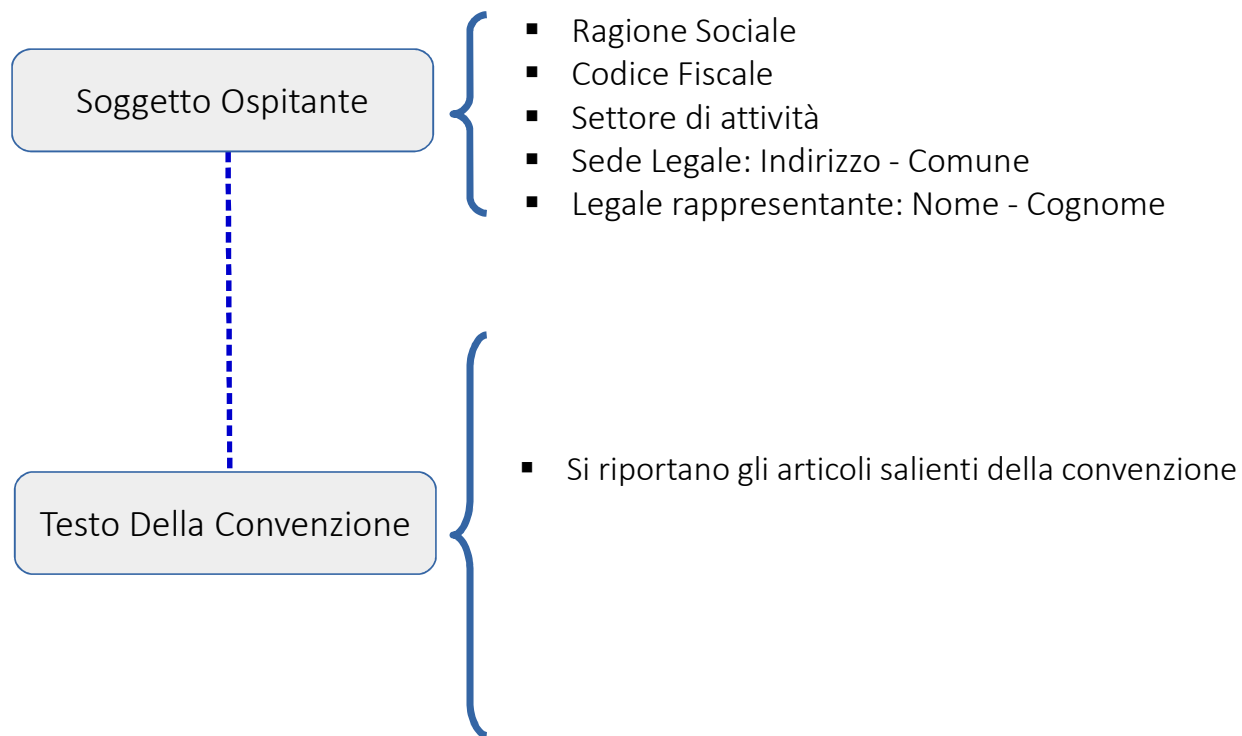 Soggetto Ospitante
▪ Ragione Sociale
▪ Codice Fiscale
▪ Settore di attività
▪ Sede Legale: Indirizzo - Comune
▪ Legale rappresentante: Nome - Cognome
Testo Della Convenzione
▪ Si riportano gli articoli salienti della convenzione